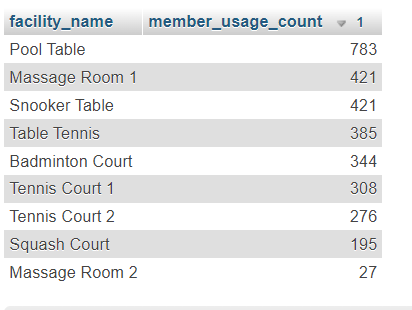 facility_name member_usage_count 1
Pool Table 783
Massage Room 1 421
Snooker Table 421
Table Tennis 385
Badminton Court 344
Tennis Court 1 308
Tennis Court 2 276
Squash Court 195
Massage Room 2 27